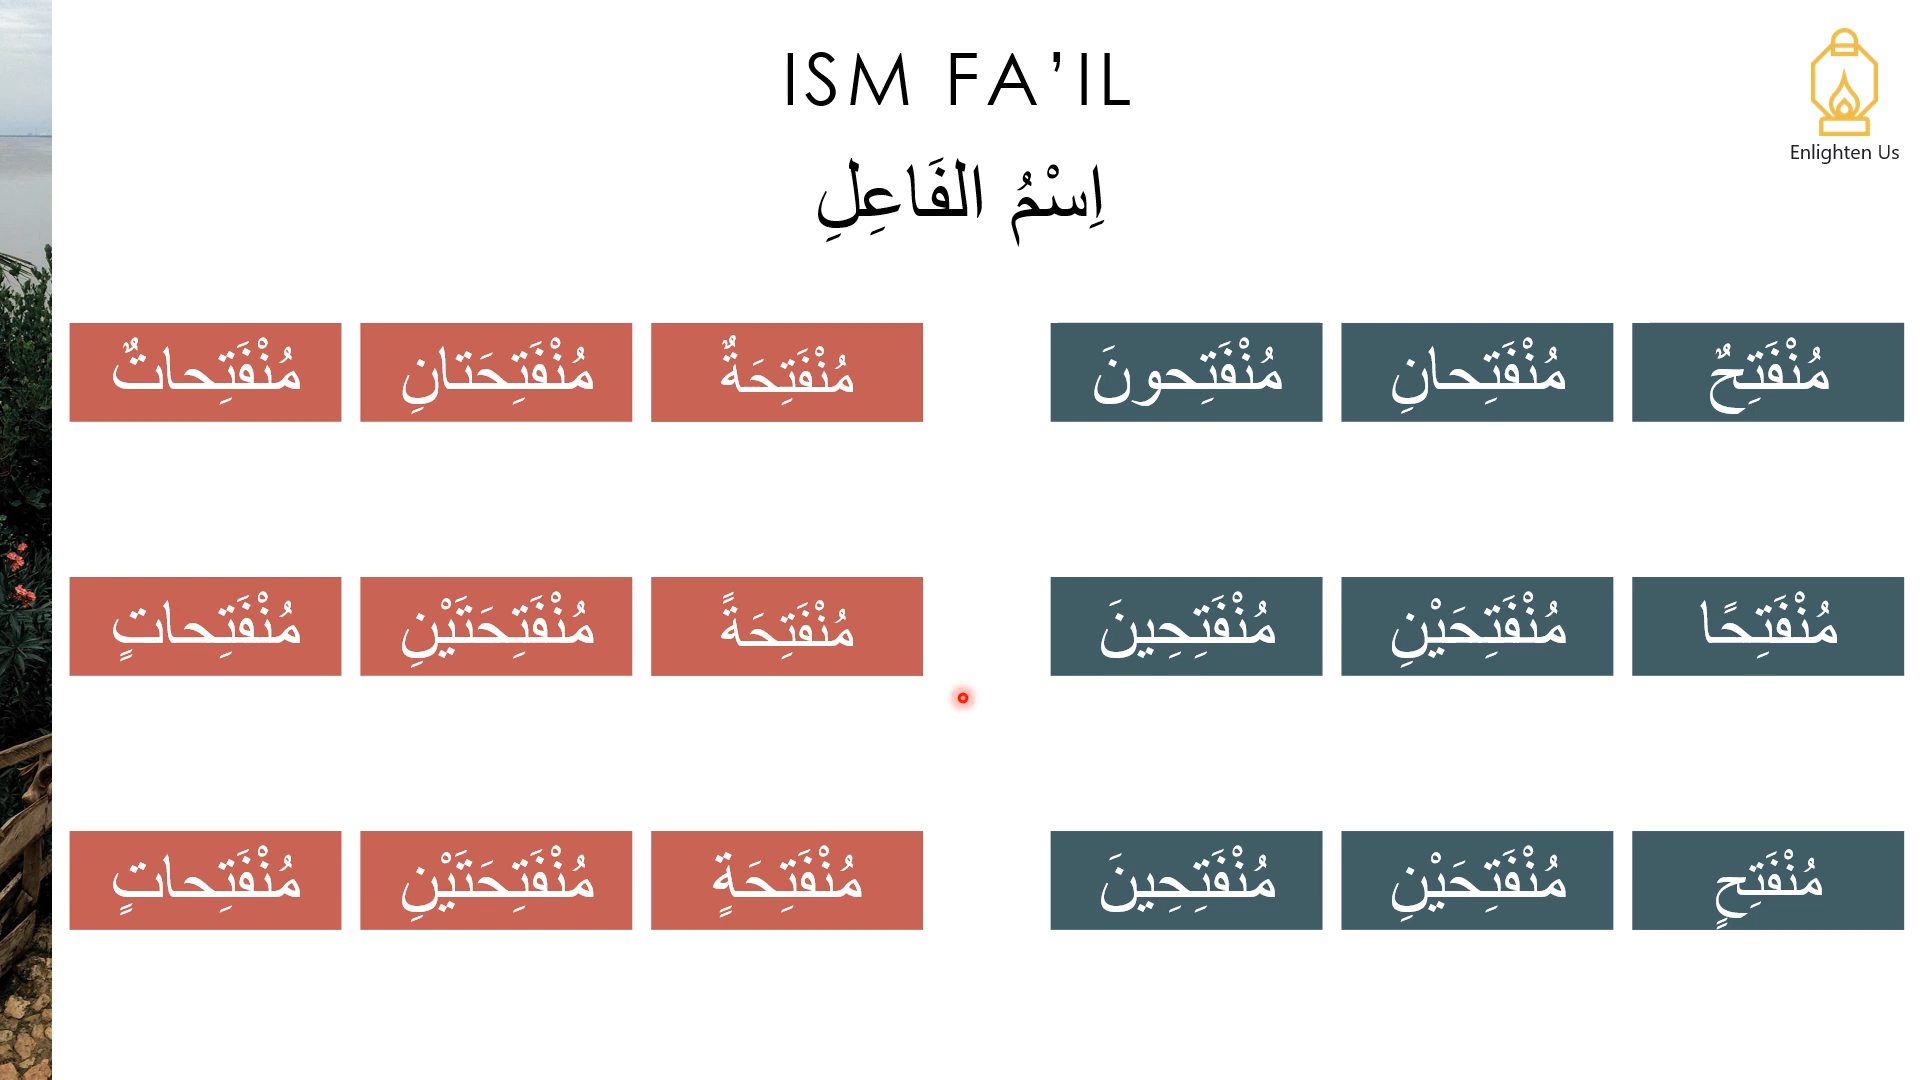 ISM FA’IL
Enlighten Us
اِسْمُ الفَاعِلِ
مُنْفَتِحٌ مُنْفَتِحانِ مُنْفَتِحونَ مُنْفَتِحَةٌ مُنْفَتِحَتانِ مُنْفَتِحاتٌ
مُنْفَتِحًا مُنْفَتِحَيْنِ مُنْفَتِحِينَ مُنْفَتِحَةً مُنْفَتِحَتَيْنِ مُنْفَتِحاتٍ
مُنْفَتِحٍ مُنْفَتِحَيْنِ مُنْفَتِحِينَ مُنْفَتِحَةٍ مُنْفَتِحَتَيْنِ مُنْفَتِحاتٍ